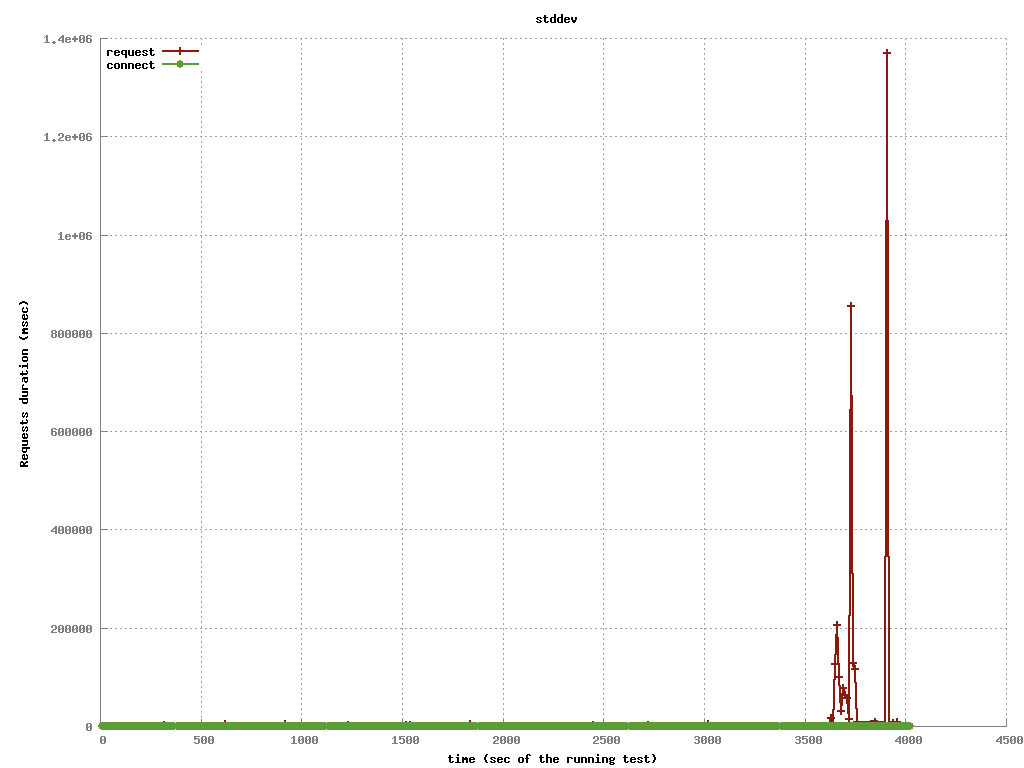 stddev
1.4e+06
1.2e+06
1e+06
800000
600000
400000
200000
0
request
connect
Requests duration (msec)
0 500 1000 1500 2000 2500 3000 3500 4000 4500
time (sec of the running test)